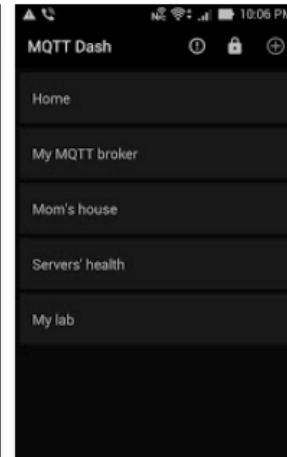 10:06 PM
MQTT Dash
Home
My MQTT broker
Mom's house
Servers' health
My lab